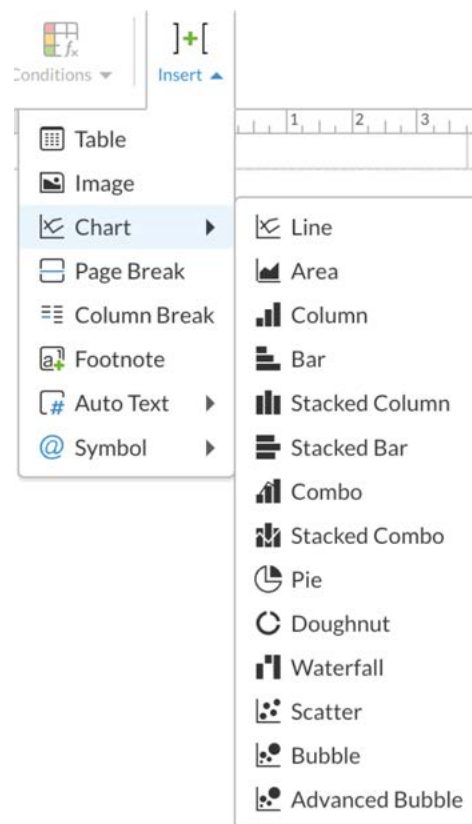 Conditions
Insert
1 2 3
Table
Image
Chart
Page Break
Column Break
Footnote
Auto Text
Symbol
Line
Area
Column
Bar
Stacked Column
Stacked Bar
Combo
Stacked Combo
Pie
Doughnut
Waterfall
Scatter
Bubble
Advanced Bubble